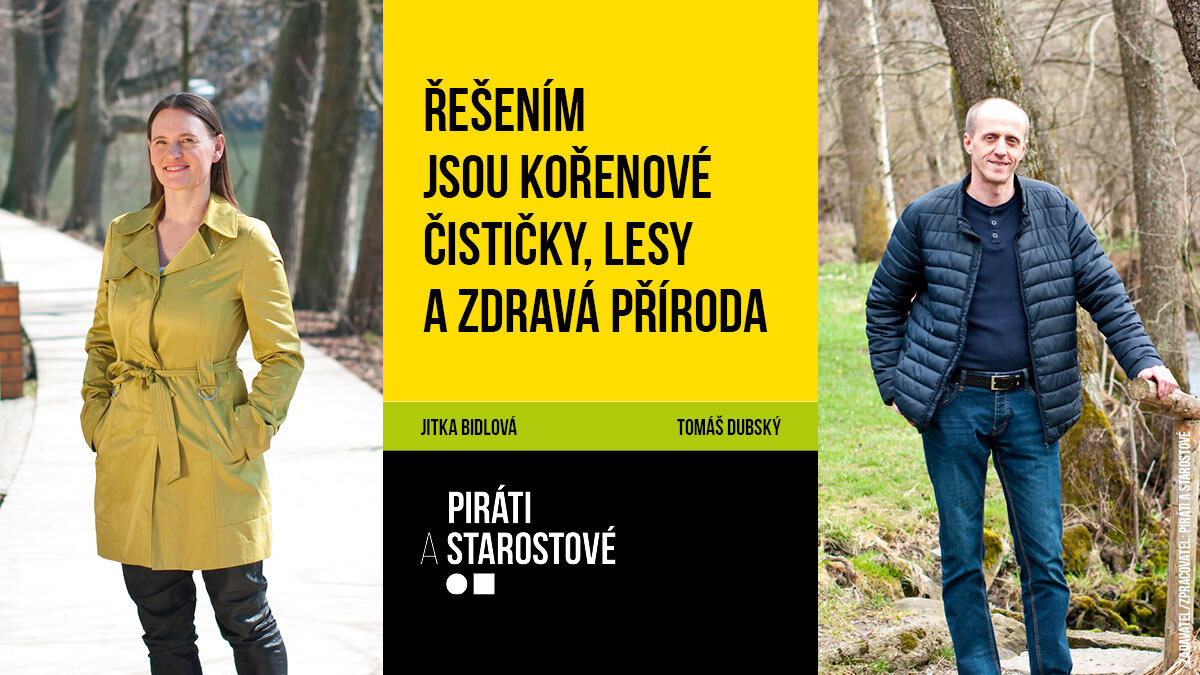 ŘEŠENÍM
JSOU KOŘENOVÉ
ČISTIČKY, LESY
A ZDRAVÁ PŘÍRODA
JITKA BIDLOVÁ
TOMÁŠ DUBSKÝ
PIRÁTI
A STAROSTOVÉ
ZADAVATEL/ZPRACOVATEL: PIRÁTI A STAROSTOVÉ